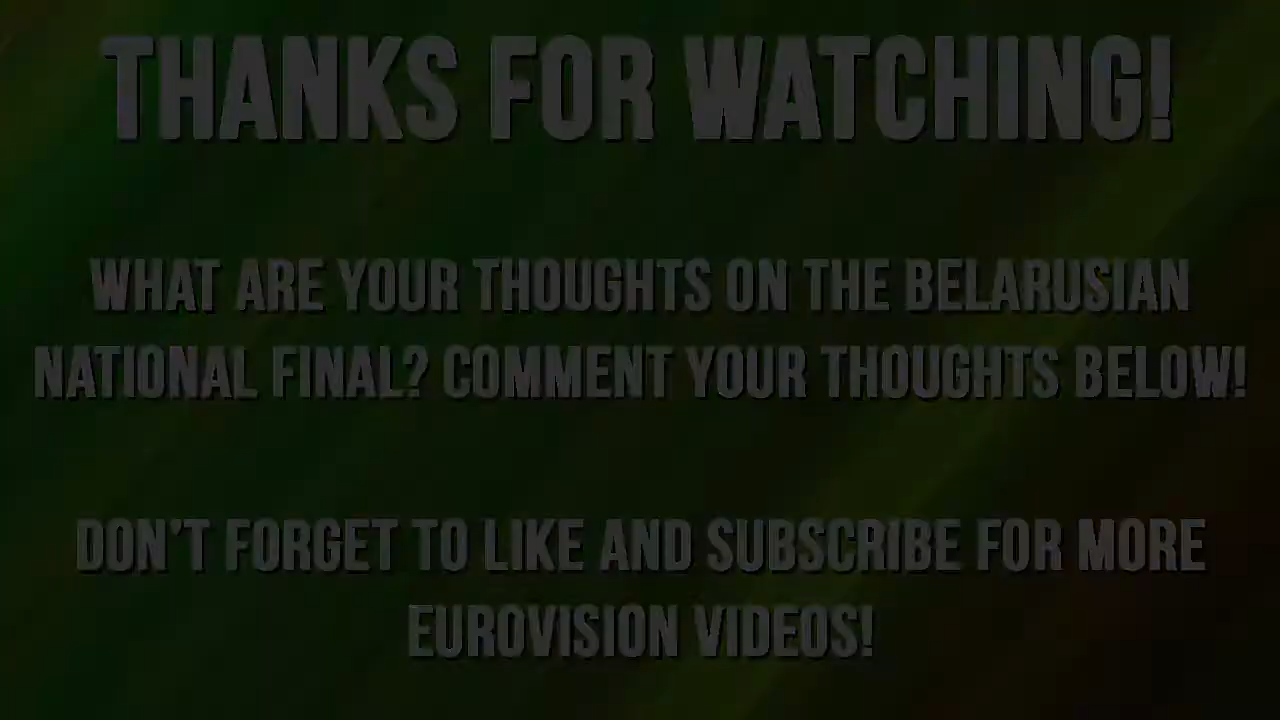 THANKS FOR WATCHING!
WHAT ARE YOUR THOUGHTS ON THE BELARUSIAN
NATIONAL FINAL? COMMENT YOUR THOUGHTS BELOW!
DON'T FORGET TO LIKE AND SUBSCRIBE FOR MORE
EUROVISION VIDEOS!